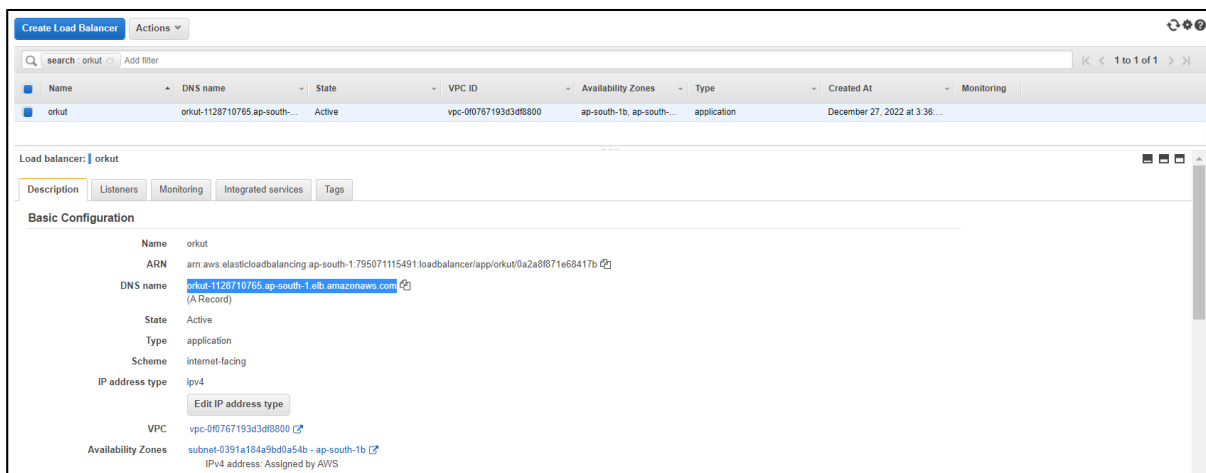 Create Load Balancer Actions
search : orkut Add filter 1 to 1 of 1
Name DNS name State VPC ID Availability Zones Type Created At Monitoring
orkut orkut-1128710765.ap-south-... Active vpc-0f0767193d3df8800 ap-south-1b, ap-south-... application December 27, 2022 at 3:36:...
Load balancer: orkut
Description Listeners Monitoring Integrated services Tags
Basic Configuration
Name orkut
ARN arn:aws:elasticloadbalancing:ap-south-1:795071115491:loadbalancer/app/orkut/0a2a8f871e68417b
DNS name orkut-1128710765.ap-south-1.elb.amazonaws.com
(A Record)
State Active
Type application
Scheme internet-facing
IP address type ipv4
Edit IP address type
VPC vpc-0f0767193d3df8800
Availability Zones subnet-0391a184a9bd0a54b - ap-south-1b
IPv4 address: Assigned by AWS